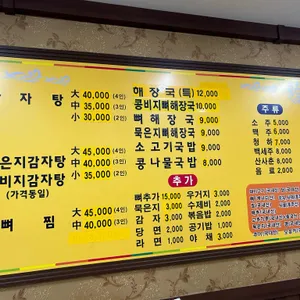 자탕 大 40,000 (4인)
中 35,000 (3인)
小 30,000 (2인)
은지감자탕 大 45,000 (4인)
비지감자탕 中 40,000 (3인)
(가격동일)
뼈찜 大 45,000 (4인)
中 40,000 (3인)
해장국(특) 12,000
콩비지뼈해장국 10,000
뼈해장국 9,000
묵은지뼈해장국 9,000
소고기국밥 9,000
콩나물국밥 8,000
추가
뼈추가 15,000 우거지 3,000
묵은지 3,000 수제비 2,000
감자 3,000 볶음밥 2,000
당면 2,000 공기밥 1,000
라면 1,000 야채 3,000
주류
소주 5,000
맥주 5,000
청하 5,000
백세주 5,000
산사춘 8,000
음료 2,000